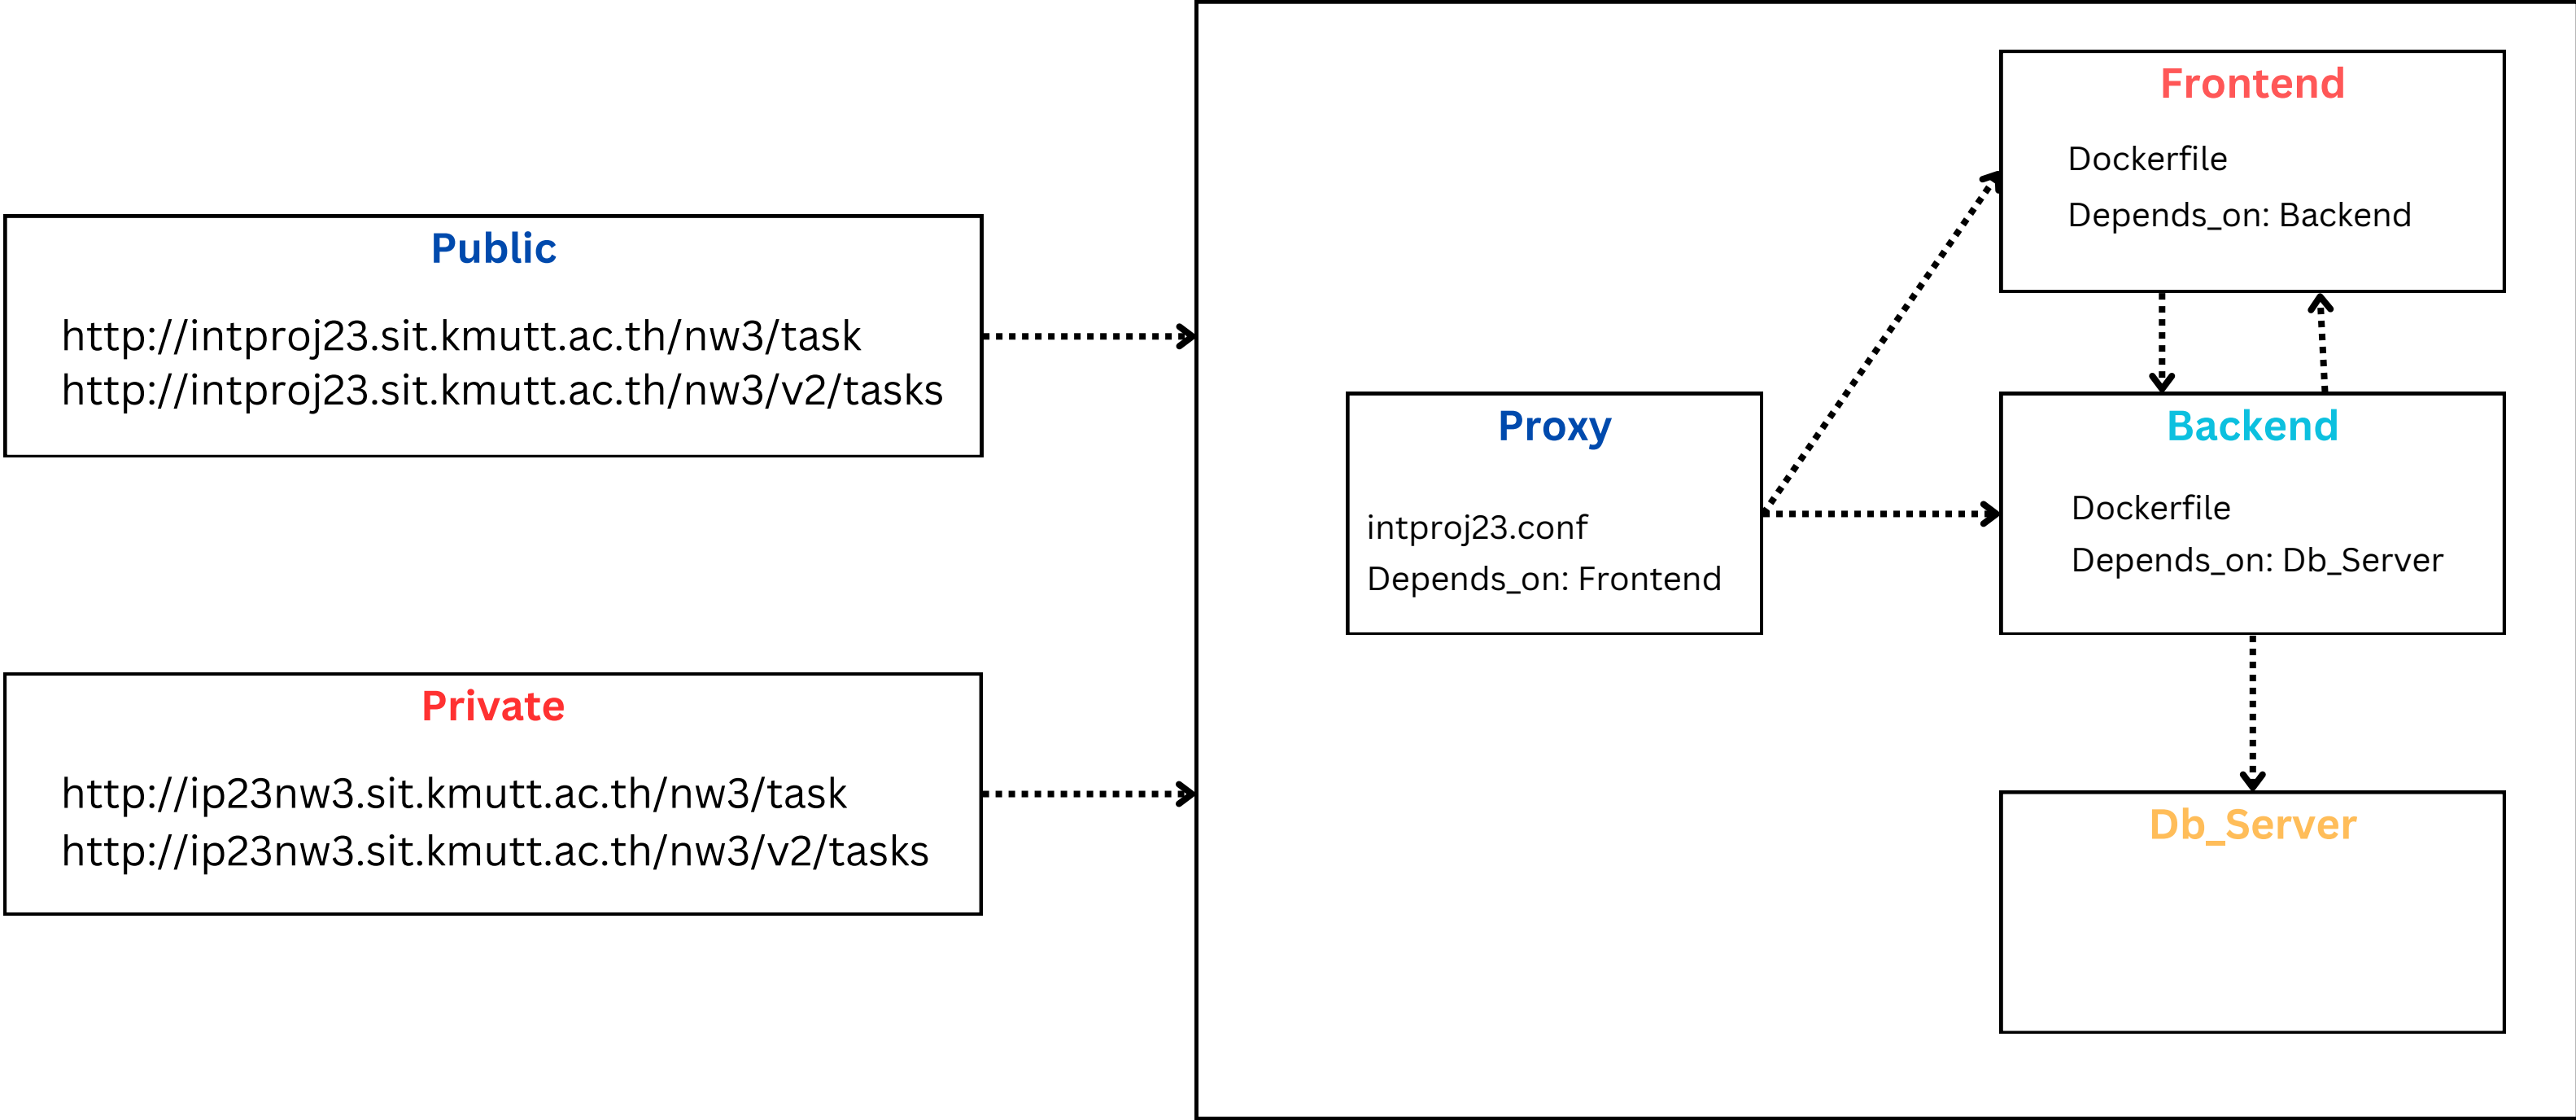 Public
http://intproj23.sit.kmutt.ac.th/nw3/task
http://intproj23.sit.kmutt.ac.th/nw3/v2/tasks
Private
http://ip23nw3.sit.kmutt.ac.th/nw3/task
http://ip23nw3.sit.kmutt.ac.th/nw3/v2/tasks
Proxy
intproj23.conf
Depends_on: Frontend
Frontend
Dockerfile
Depends_on: Backend
Backend
Dockerfile
Depends_on: Db_Server
Db_Server